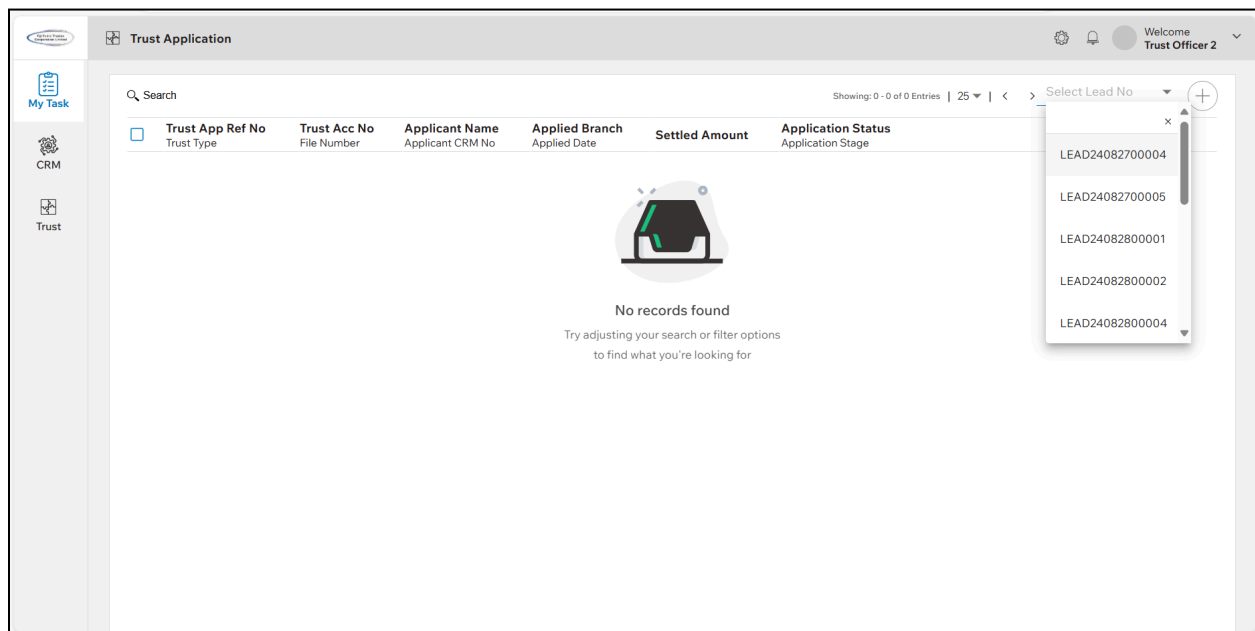 Trust Application
Welcome
Trust Officer 2
My Task
CRM
Trust
Search
Showing: 0 - 0 of 0 Entries | 25 | < >
Select Lead No
Trust App Ref No
Trust Type
Trust Acc No
File Number
Applicant Name
Applicant CRM No
Applied Branch
Applied Date
Settled Amount
Application Status
Application Stage
×
LEAD24082700004
LEAD24082700005
LEAD24082800001
LEAD24082800002
LEAD24082800004
No records found
Try adjusting your search or filter options
to find what you're looking for